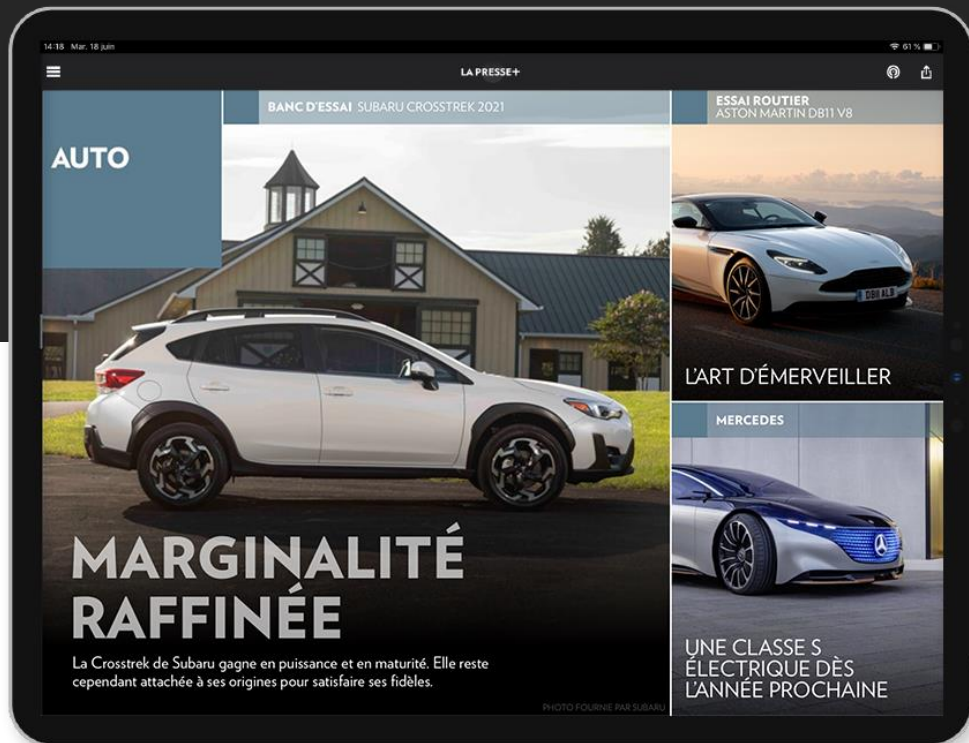 14:18 Mar. 18 juin
61 %
LA PRESSE+
AUTO
BANC D'ESSAI SUBARU CROSSTREK 2021
MARGINALITÉ
RAFFINÉE
La Crosstrek de Subaru gagne en puissance et en maturité. Elle reste
cependant attachée à ses origines pour satisfaire ses fidèles.
PHOTO FOURNIE PAR SUBARU
ESSAI ROUTIER
ASTON MARTIN DB11 V8
DB11 ALB
L'ART D'ÉMERVEILLER
MERCEDES
UNE CLASSE S
ÉLECTRIQUE DÈS
L'ANNÉE PROCHAINE